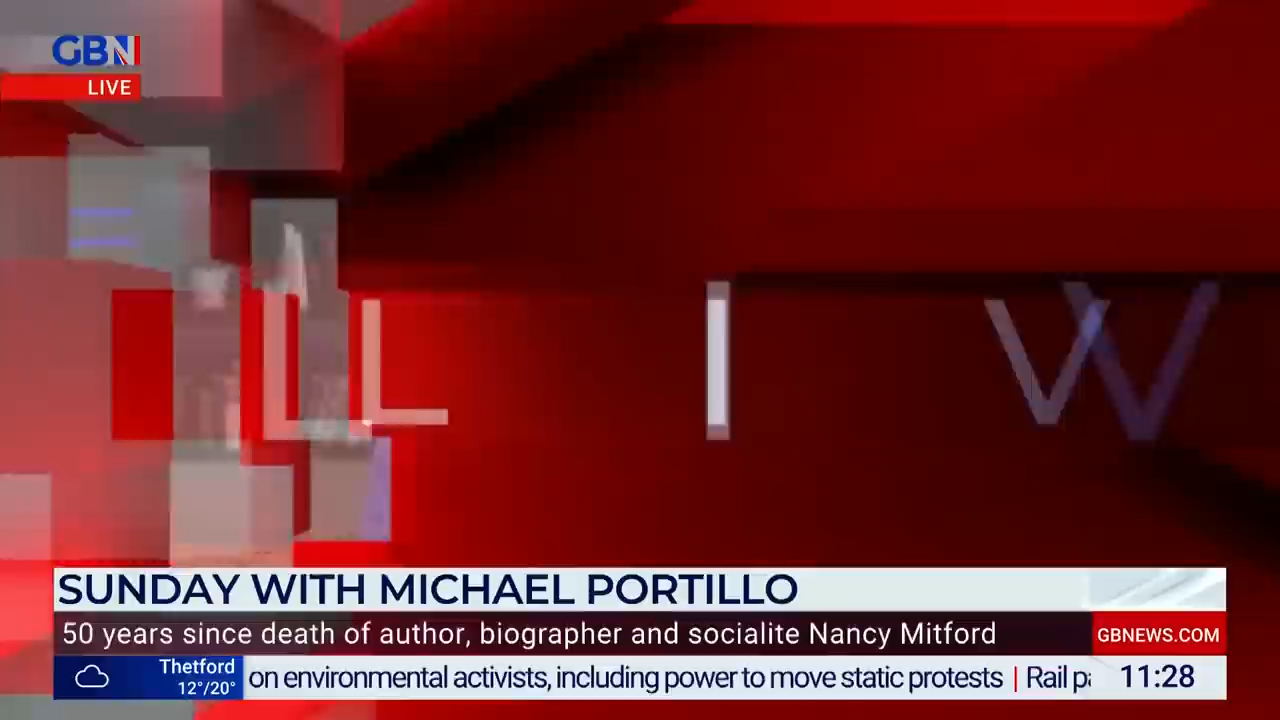 GBN
LIVE
L I W
SUNDAY WITH MICHAEL PORTILLO
50 years since death of author, biographer and socialite Nancy Mitford
GBNEWS.COM
Thetford
12°/20°
on environmental activists, including power to move static protests | Rail
11:28